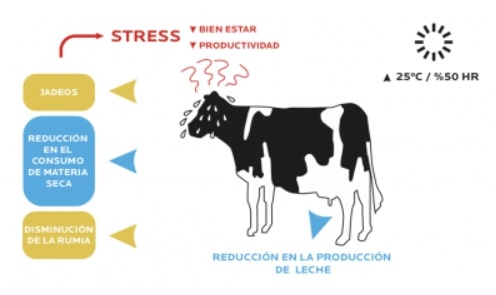 STRESS
▼ BIEN ESTAR
▼ PRODUCTIVIDAD
▲ 25°C / %50 HR
JADEOS
REDUCCIÓN
EN EL
CONSUMO
DE MATERIA
SECA
DISMINUCIÓN
DE LA RUMIA
REDUCCIÓN EN LA PRODUCCIÓN
DE LECHE